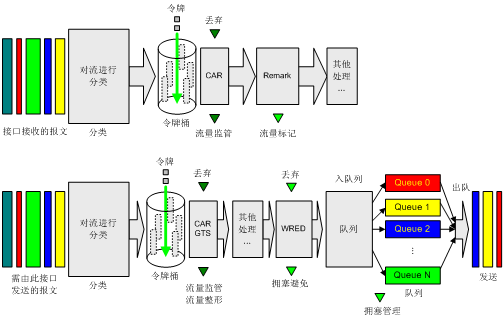 令牌
丢弃
对流进行
分类
CAR
Remark
其他
处理
...
接口接收的报文
分类
令牌桶
流量监管
流量标记
令牌
丢弃
丢弃
入队列
出队
Queue 0
对流进行
分类
CAR
GTS
其他
处理
...
WRED
队列
Queue 1
Queue 2
...
Queue N
需由此接口
发送的报文
分类
令牌桶
流量监管
流量整形
拥塞避免
队列
发送
拥塞管理